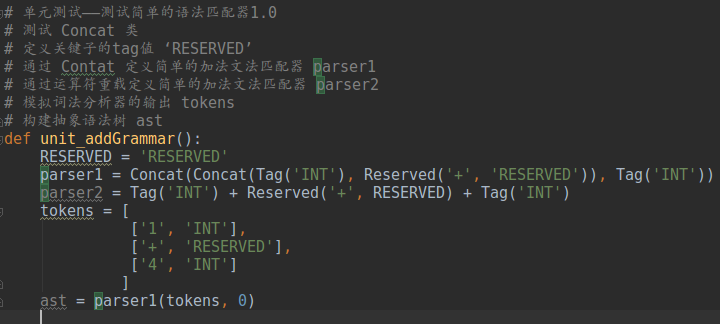 # 单元测试——测试简单的语法匹配器1.0
# 测试 Concat 类
# 定义关键子的tag值 ‘RESERVED’
# 通过 Contat 定义简单的加法文法匹配器 parser1
# 通过运算符重载定义简单的加法文法匹配器 parser2
# 模拟词法分析器的输出 tokens
# 构建抽象语法树 ast
def unit_addGrammar():
    RESERVED = 'RESERVED'
    parser1 = Concat(Concat(Tag('INT'), Reserved('+', 'RESERVED')), Tag('INT'))
    parser2 = Tag('INT') + Reserved('+', RESERVED) + Tag('INT')
    tokens = [
              ['1', 'INT'],
              ['+', 'RESERVED'],
              ['4', 'INT']
             ]
    ast = parser1(tokens, 0)